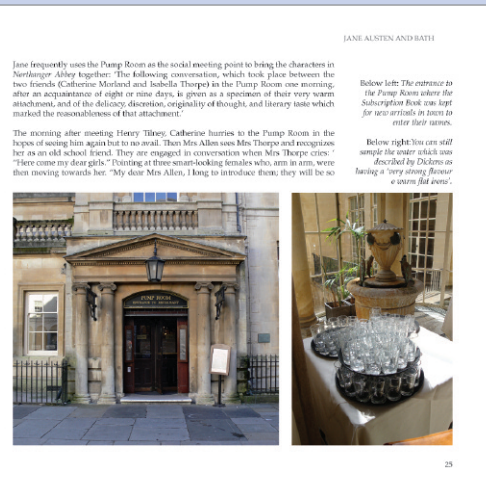 JANE AUSTEN AND BATH
Jane frequently uses the Pump Room as the social meeting point to bring the characters in
Northanger Abbey together: 'The following conversation, which took place between the
two friends (Catherine Morland and Isabella Thorpe) in the Pump Room one morning,
after an acquaintance of eight or nine days, is given as a specimen of their very warm
attachment, and of the delicacy, discretion, originality of thought, and literary taste which
marked the reasonableness of that attachment.'
The morning after meeting Henry Tilney, Catherine hurries to the Pump Room in the
hopes of seeing him again but to no avail. Then Mrs Allen sees Mrs Thorpe and recognizes
her as an old school friend. They are engaged in conversation when Mrs Thorpe cries: '
"Here come my dear girls." Pointing at three smart-looking females who, arm in arm, were
then moving towards her. "My dear Mrs Allen, I long to introduce them; they will be so
Below left: The entrance to
the Pump Room where the
Subscription Book was kept
for new arrivals in town to
enter their names.
Below right:You can still
sample the water which was
described by Dickens as
having a 'very strong flavour
o warm flat irons'.
PUMP ROOM
25